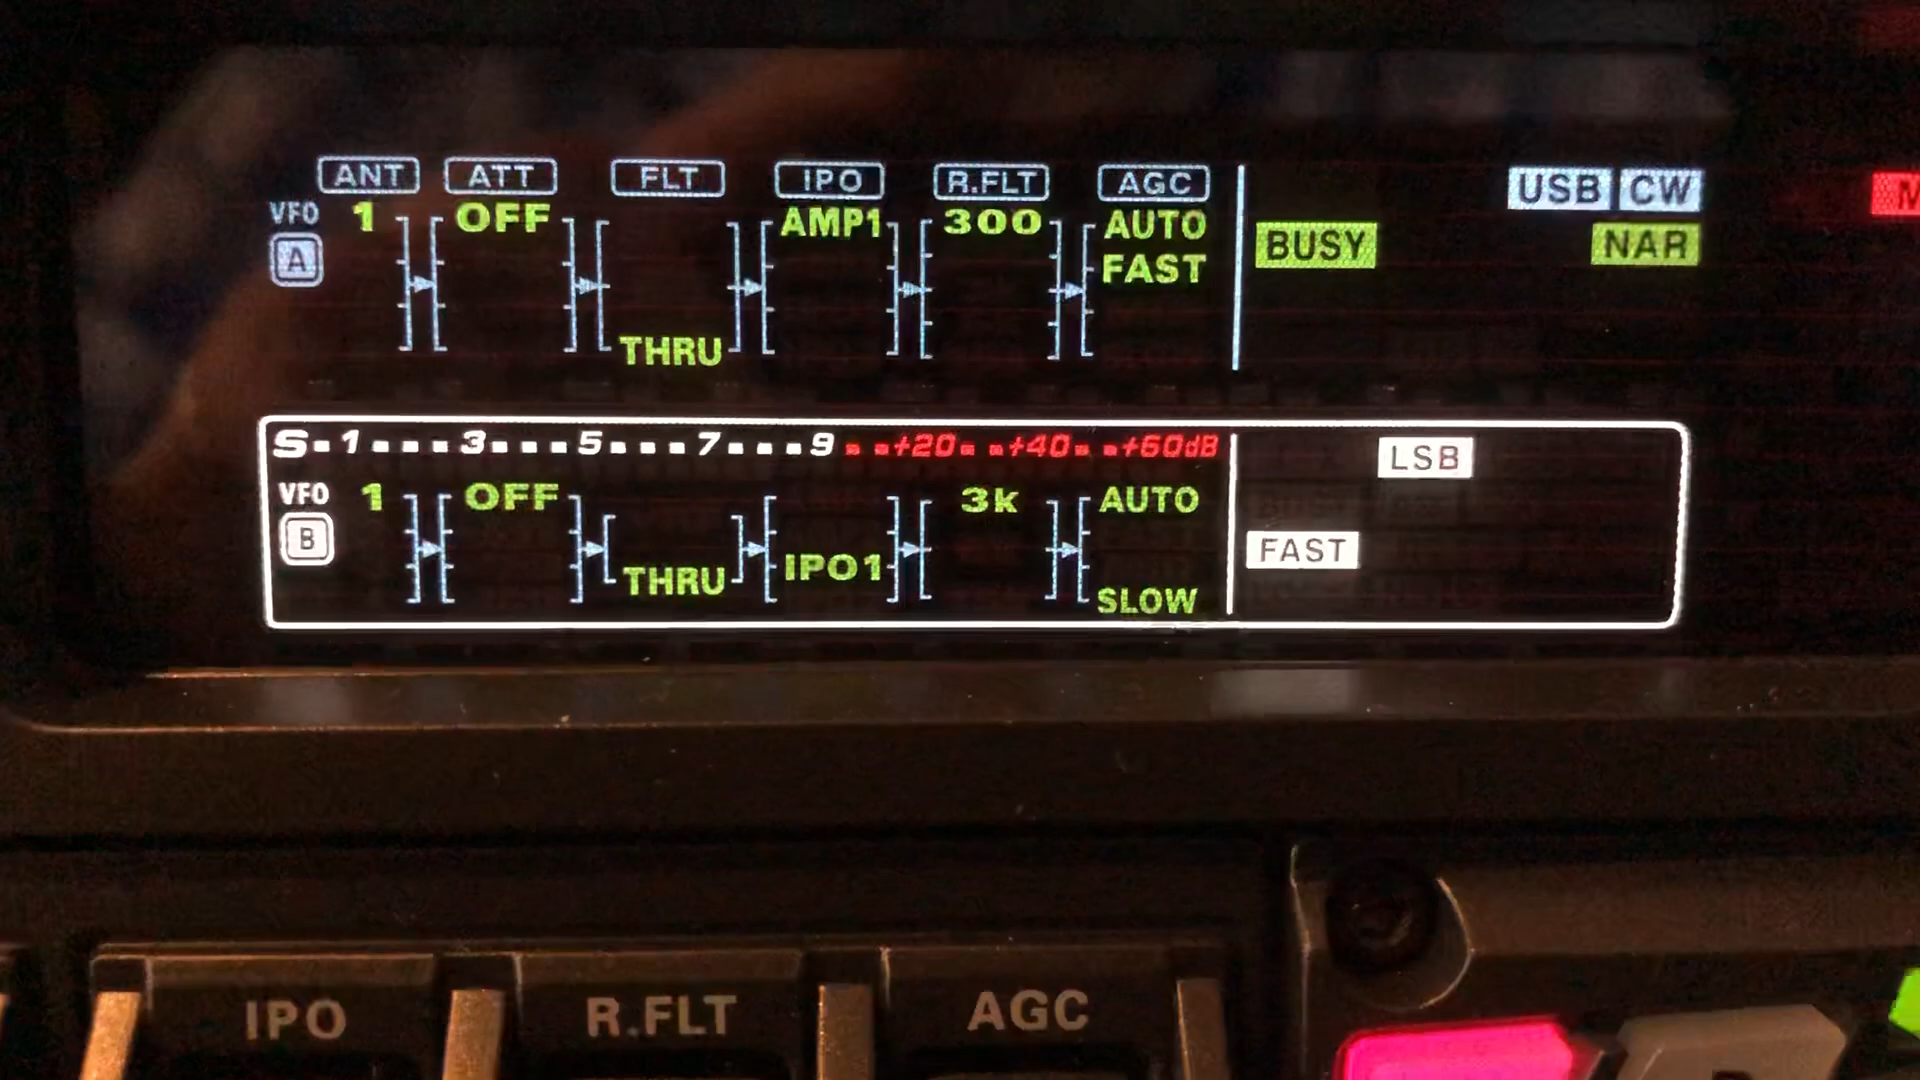 ANT ATT FLT IPO R.FLT AGC USB CW
VFO 1 OFF AMP1 300 AUTO BUSY NAR
A FAST
THRU
S 1 3 5 7 9 +20 +40 +60dB LSB
VFO 1 OFF 3k AUTO
B THRU IPO1 FAST
SLOW
IPO R.FLT AGC